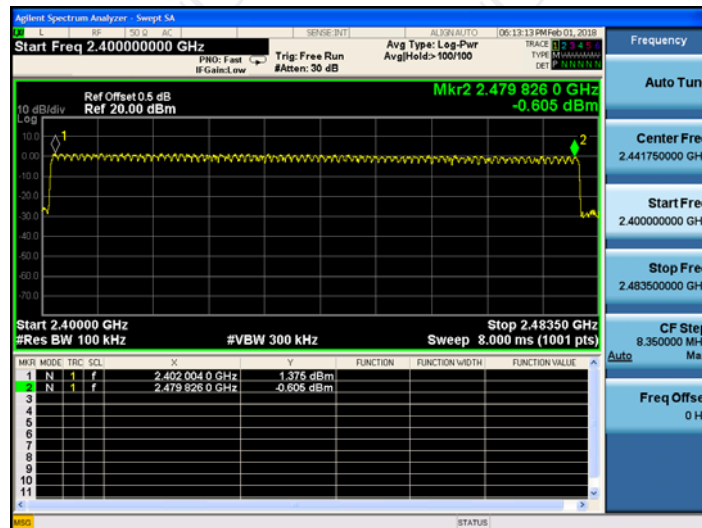 Agilent Spectrum Analyzer - Swept SA
L RF 50 Ω AC SENSE:INT ALIGN AUTO 06:13:13 PM Feb 01, 2018
Start Freq 2.400000000 GHz
PNO: Fast
IFGain:Low
Trig: Free Run
#Atten: 30 dB
Avg Type: Log-Pwr
Avg|Hold:> 100/100
TRACE 1 2 3 4 5 6
TYPE M
DET P N N N N N
Ref Offset 0.5 dB
10 dB/div Ref 20.00 dBm
Log
Mkr2 2.479 826 0 GHz
-0.605 dBm
10.0
0.00
-10.0
-20.0
-30.0
-40.0
-50.0
-60.0
-70.0
1
2
Start 2.40000 GHz Stop 2.48350 GHz
#Res BW 100 kHz #VBW 300 kHz Sweep 8.000 ms (1001 pts)
MKR MODE TRC SCL X Y FUNCTION FUNCTION WIDTH FUNCTION VALUE
1 N 1 f 2.402 004 0 GHz 1.375 dBm
2 N 1 f 2.479 826 0 GHz -0.605 dBm
3
4
5
6
7
8
9
10
11
MSG STATUS
Frequency
Auto Tun
Center Fre
2.441750000 GH
Start Fre
2.400000000 GH
Stop Fre
2.483500000 GH
CF Step
8.350000 MH
Auto Ma
Freq Offse
0 H